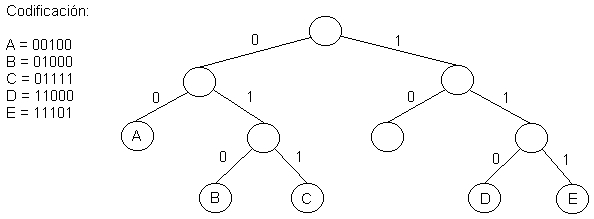 Codificación:
A = 00100
B = 01000
C = 01111
D = 11000
E = 11101
0 1
0 1 0 1
A
0 1 0 1
B C D E